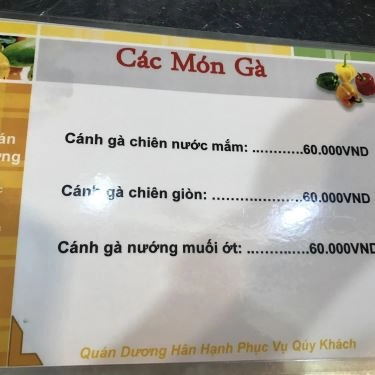 Các Món Gà
Cánh gà chiên nước mắm: ............60.000VND
Cánh gà chiên giòn: .................60.000VND
Cánh gà nướng muối ớt: .............60.000VND
Quán Dương Hân Hạnh Phục Vụ Qúy Khách